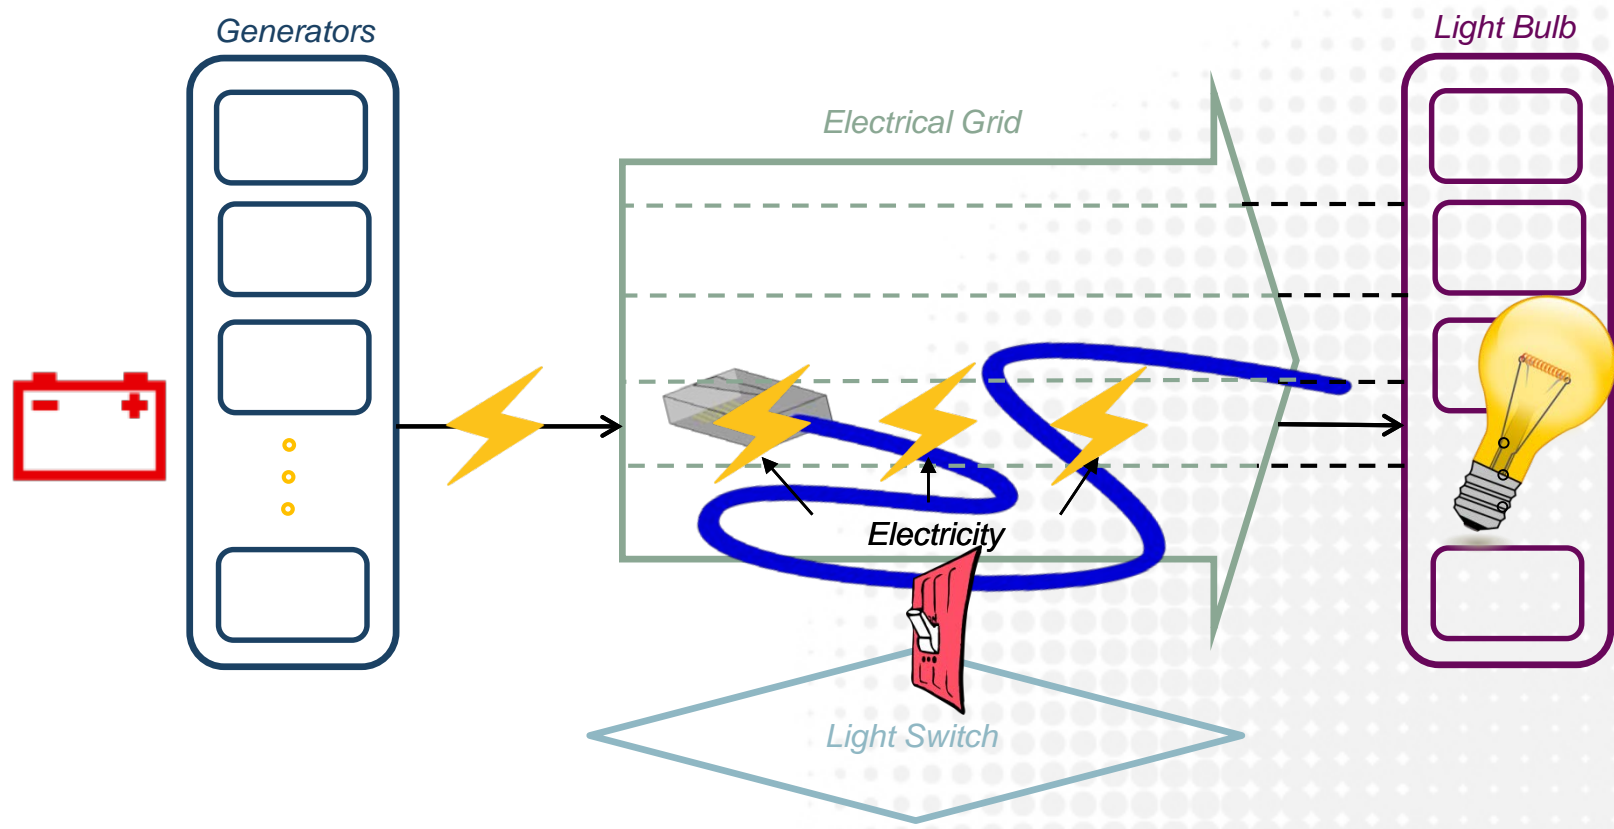 Generators
Light Bulb
Electrical Grid
Electricity
Light Switch